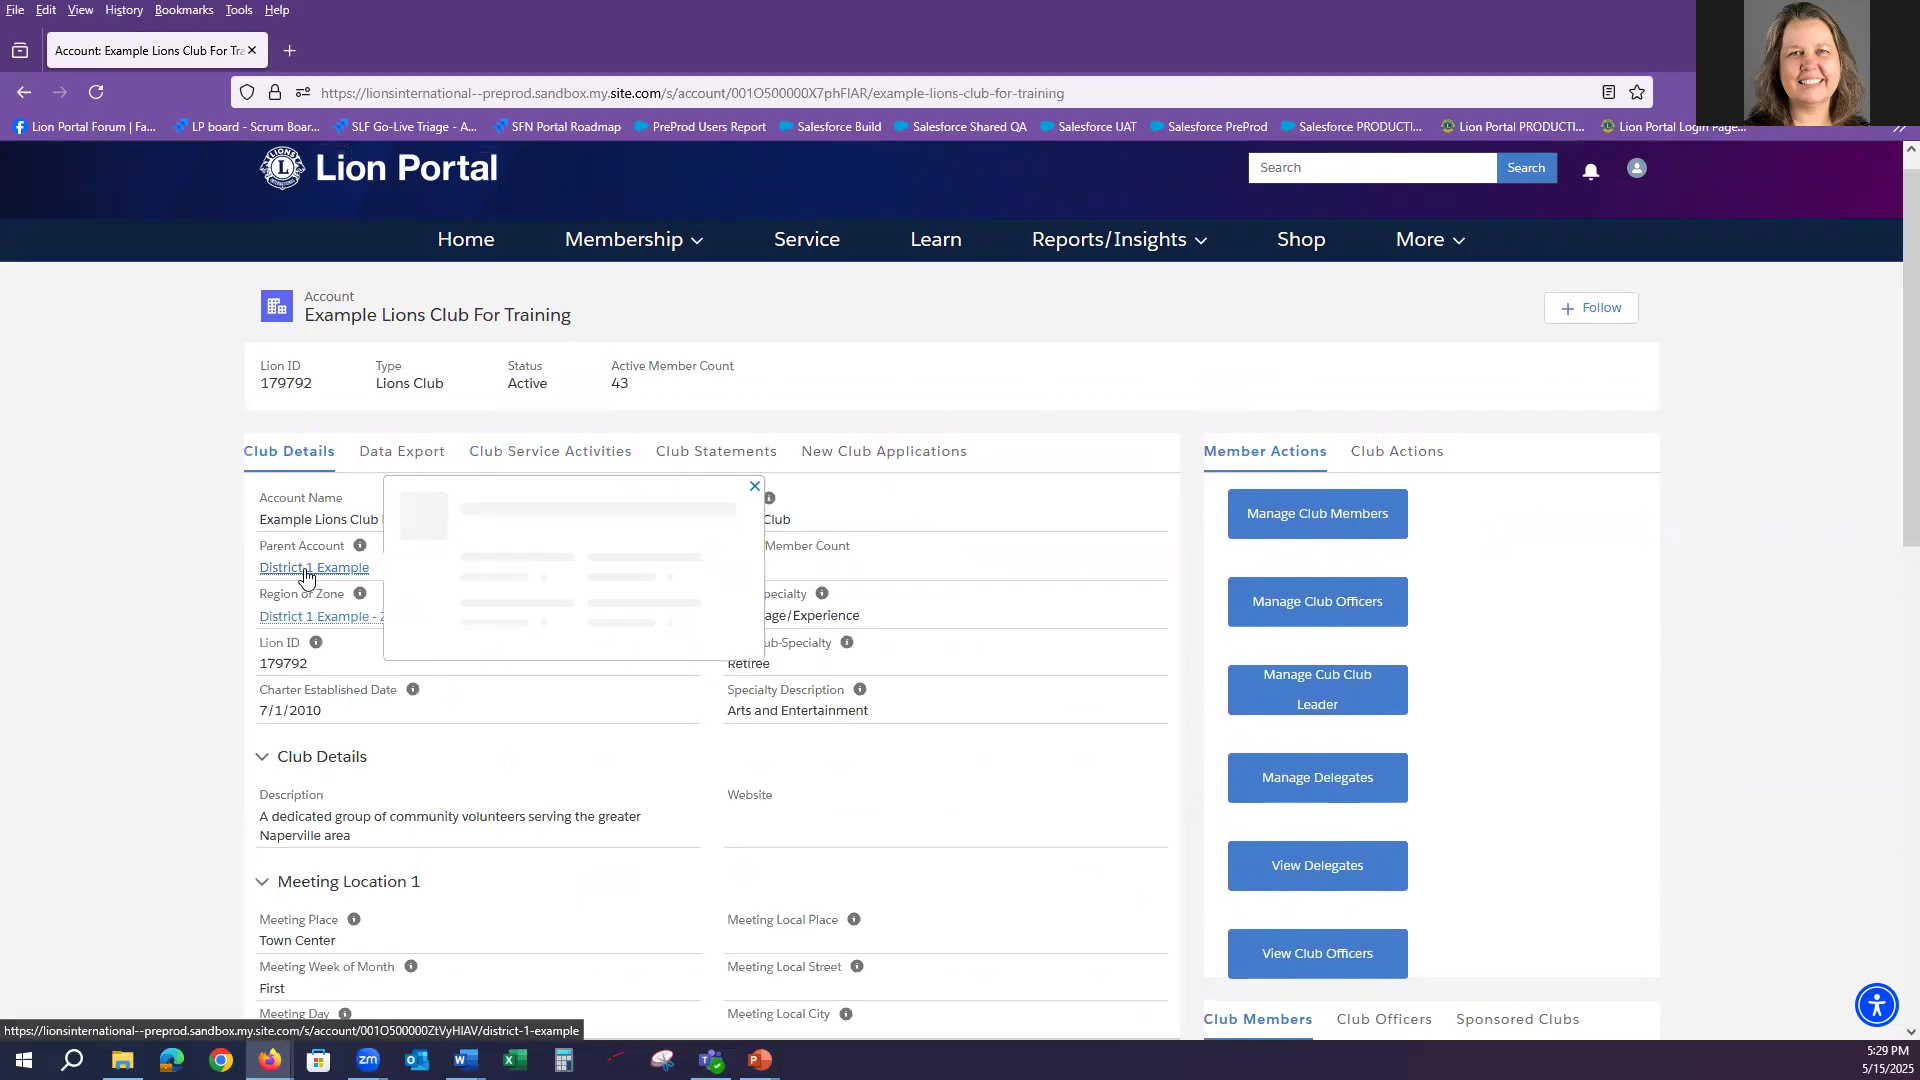 File Edit View History Bookmarks Tools Help
Account: Example Lions Club For Tr
https://lionsinternational--preprod.sandbox.my.site.com/s/account/001O500000X7phFIAR/example-lions-club-for-training
Lion Portal Forum | Fa... LP board - Scrum Boar... SLF Go-Live Triage - A... SFN Portal Roadmap PreProd Users Report Salesforce Build Salesforce Shared QA Salesforce UAT Salesforce PreProd Salesforce PRODUCTI... Lion Portal PRODUCTI... Lion Portal Login Page...
Lion Portal
Search Search
Home Membership Service Learn Reports/Insights Shop More
Account
Example Lions Club For Training
Follow
Lion ID Type Status Active Member Count
179792 Lions Club Active 43
Club Details Data Export Club Service Activities Club Statements New Club Applications
Member Actions Club Actions
Account Name
Example Lions Club Club
Parent Account Member Count
District 1 Example
Region or Zone pecialty
District 1 Example - age/Experience
Lion ID ub-Specialty
179792 Retiree
Charter Established Date Specialty Description
7/1/2010 Arts and Entertainment
Club Details
Description Website
A dedicated group of community volunteers serving the greater
Naperville area
Meeting Location 1
Meeting Place Meeting Local Place
Town Center
Meeting Week of Month Meeting Local Street
First
Meeting Day Meeting Local City
Manage Club Members
Manage Club Officers
Manage Cub Club
Leader
Manage Delegates
View Delegates
View Club Officers
Club Members Club Officers Sponsored Clubs
https://lionsinternational--preprod.sandbox.my.site.com/s/account/001O500000ZtVyHIAV/district-1-example
zm
5:29 PM
5/15/2025